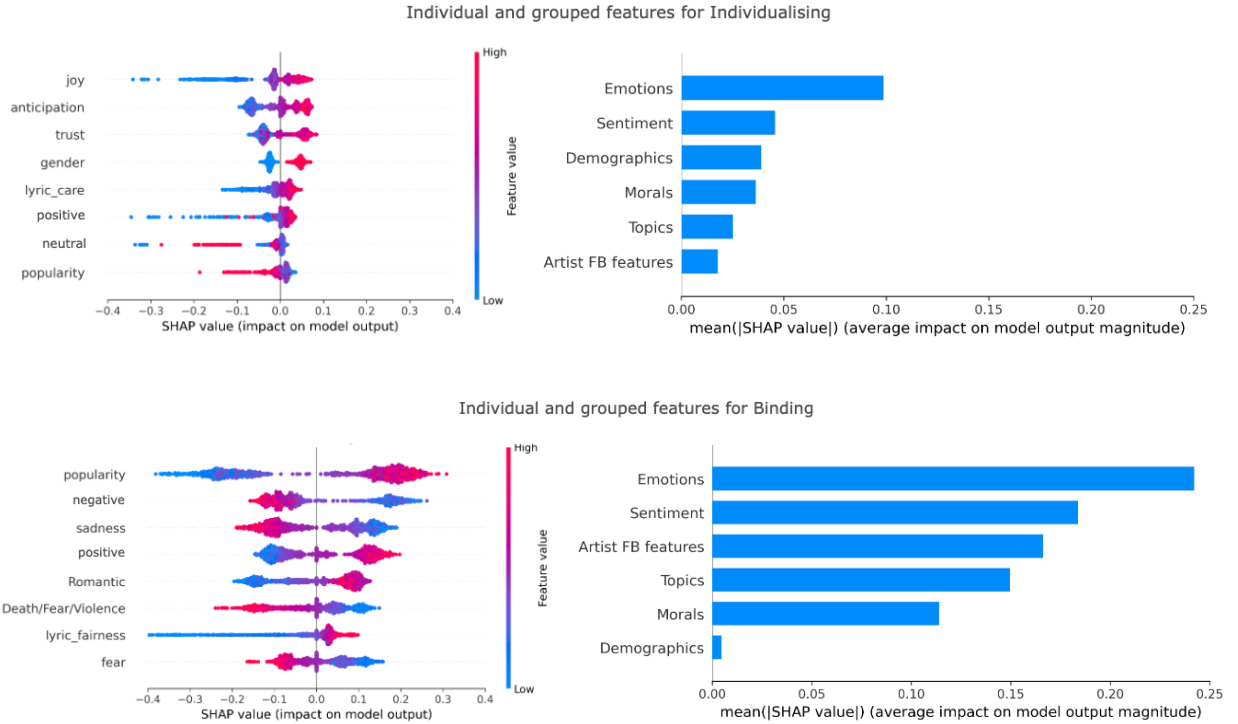 Individual and grouped features for Individualising
joy
anticipation
trust
gender
lyric_care
positive
neutral
popularity
−0.4 −0.3 −0.2 −0.1 0.0 0.1 0.2 0.3 0.4
SHAP value (impact on model output)
High
Feature value
Low
Emotions
Sentiment
Demographics
Morals
Topics
Artist FB features
0.00 0.05 0.10 0.15 0.20 0.25
mean(|SHAP value|) (average impact on model output magnitude)
Individual and grouped features for Binding
popularity
negative
sadness
positive
Romantic
Death/Fear/Violence
lyric_fairness
fear
−0.4 −0.3 −0.2 −0.1 0.0 0.1 0.2 0.3 0.4
SHAP value (impact on model output)
High
Feature value
Low
Emotions
Sentiment
Artist FB features
Topics
Morals
Demographics
0.00 0.05 0.10 0.15 0.20 0.25
mean(|SHAP value|) (average impact on model output magnitude)